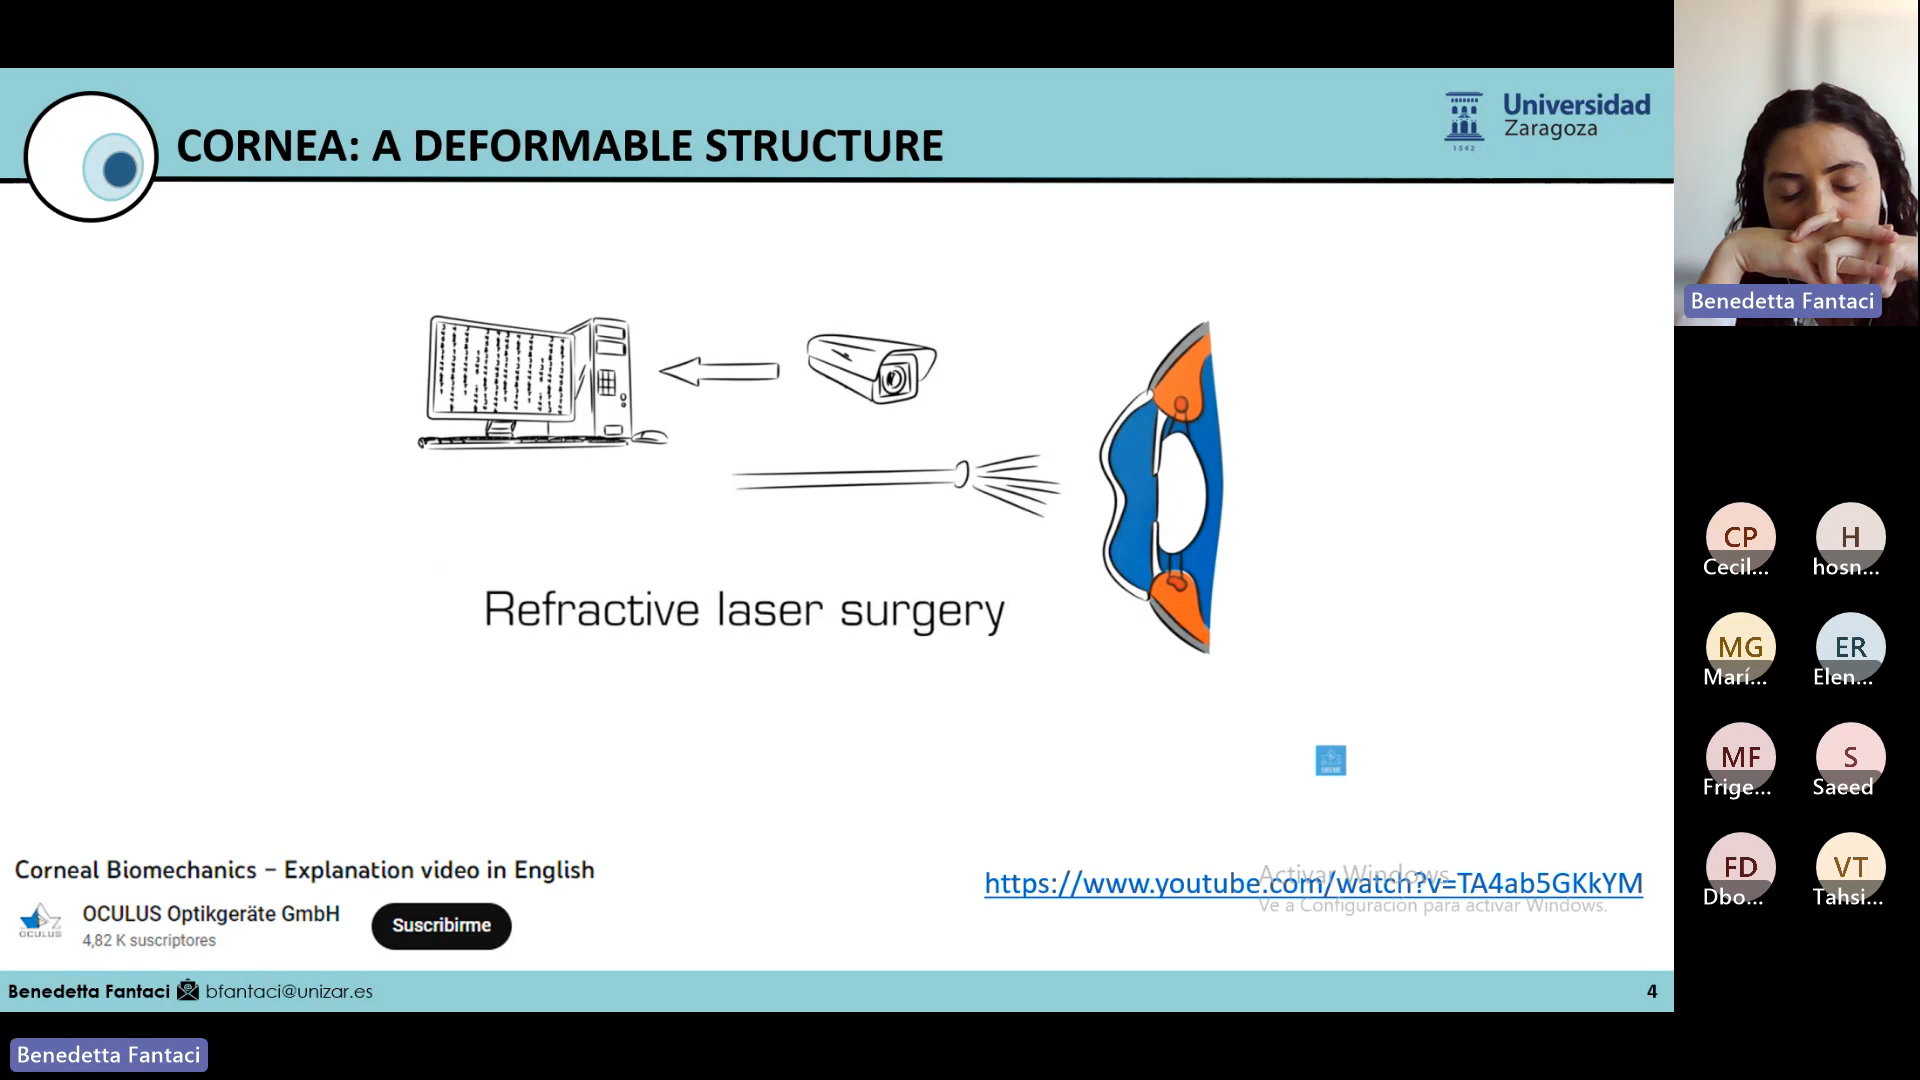 CORNEA: A DEFORMABLE STRUCTURE
Universidad
Zaragoza
1542
Refractive laser surgery
Corneal Biomechanics – Explanation video in English
OCULUS
OCULUS Optikgeräte GmbH
4,82 K suscriptores
Suscribirme
https://www.youtube.com/watch?v=TA4ab5GKkYM
Activar Windows
Ve a Configuración para activar Windows.
Benedetta Fantaci bfantaci@unizar.es
4
Benedetta Fantaci
Benedetta Fantaci
CP
Cecil...
H
hosn...
MG
Marí...
ER
Elen...
MF
Frige...
S
Saeed
FD
Dbo...
VT
Tahsi...